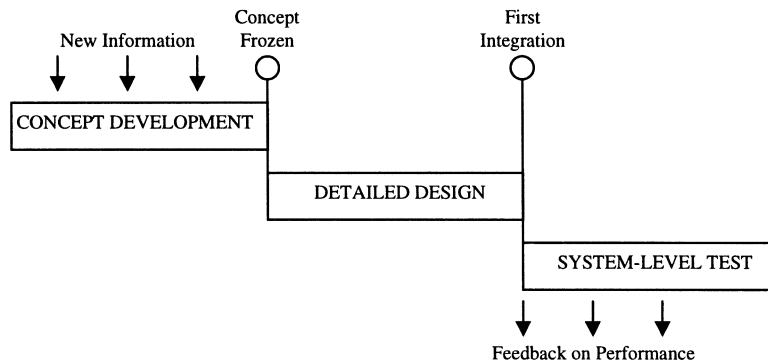 Concept
Frozen
First
Integration
New Information
CONCEPT DEVELOPMENT
DETAILED DESIGN
SYSTEM-LEVEL TEST
Feedback on Performance